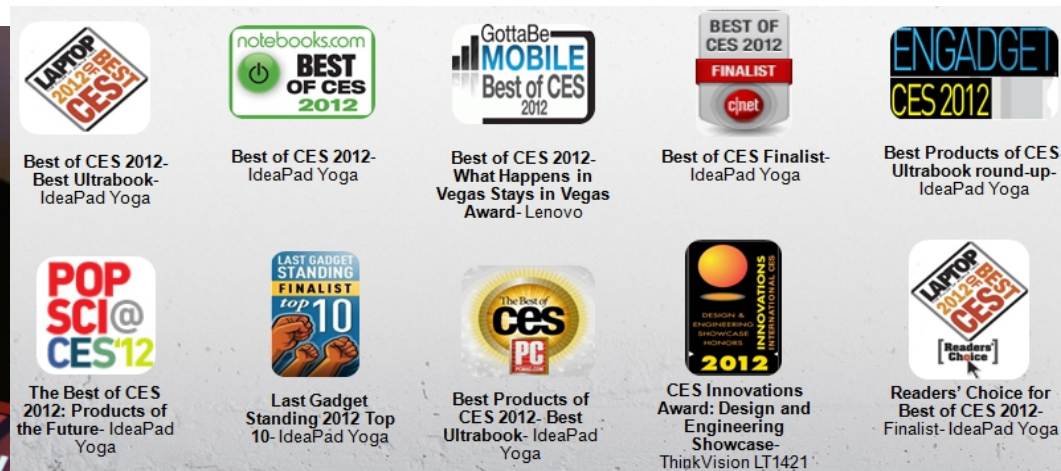 LAPTOP
2012
BEST
OF
CES
Best of CES 2012-
Best Ultrabook-
IdeaPad Yoga
notebooks.com
BEST
OF CES
2012
Best of CES 2012-
IdeaPad Yoga
GottaBe
MOBILE
Best of CES
2012
Best of CES 2012-
What Happens in
Vegas Stays in Vegas
Award- Lenovo
BEST OF
CES 2012
FINALIST
c|net
Best of CES Finalist-
IdeaPad Yoga
ENGADGET
CES 2012
Best Products of CES
Ultrabook round-up-
IdeaPad Yoga
POP
SCI@
CES'12
The Best of CES
2012: Products of
the Future- IdeaPad
Yoga
LAST GADGET
STANDING
FINALIST
top
10
Last Gadget
Standing 2012 Top
10- IdeaPad Yoga
The Best of
ces
PC
PCMAG.COM
Best Products of
CES 2012- Best
Ultrabook- IdeaPad
Yoga
DESIGN &
ENGINEERING
SHOWCASE
HONORS
INNOVATIONS
INTERNATIONAL CES
2012
CES Innovations
Award: Design and
Engineering
Showcase-
ThinkVision LT1421
LAPTOP
2012
BEST
OF
CES
[Readers'
Choice]
Readers' Choice for
Best of CES 2012-
Finalist- IdeaPad Yoga